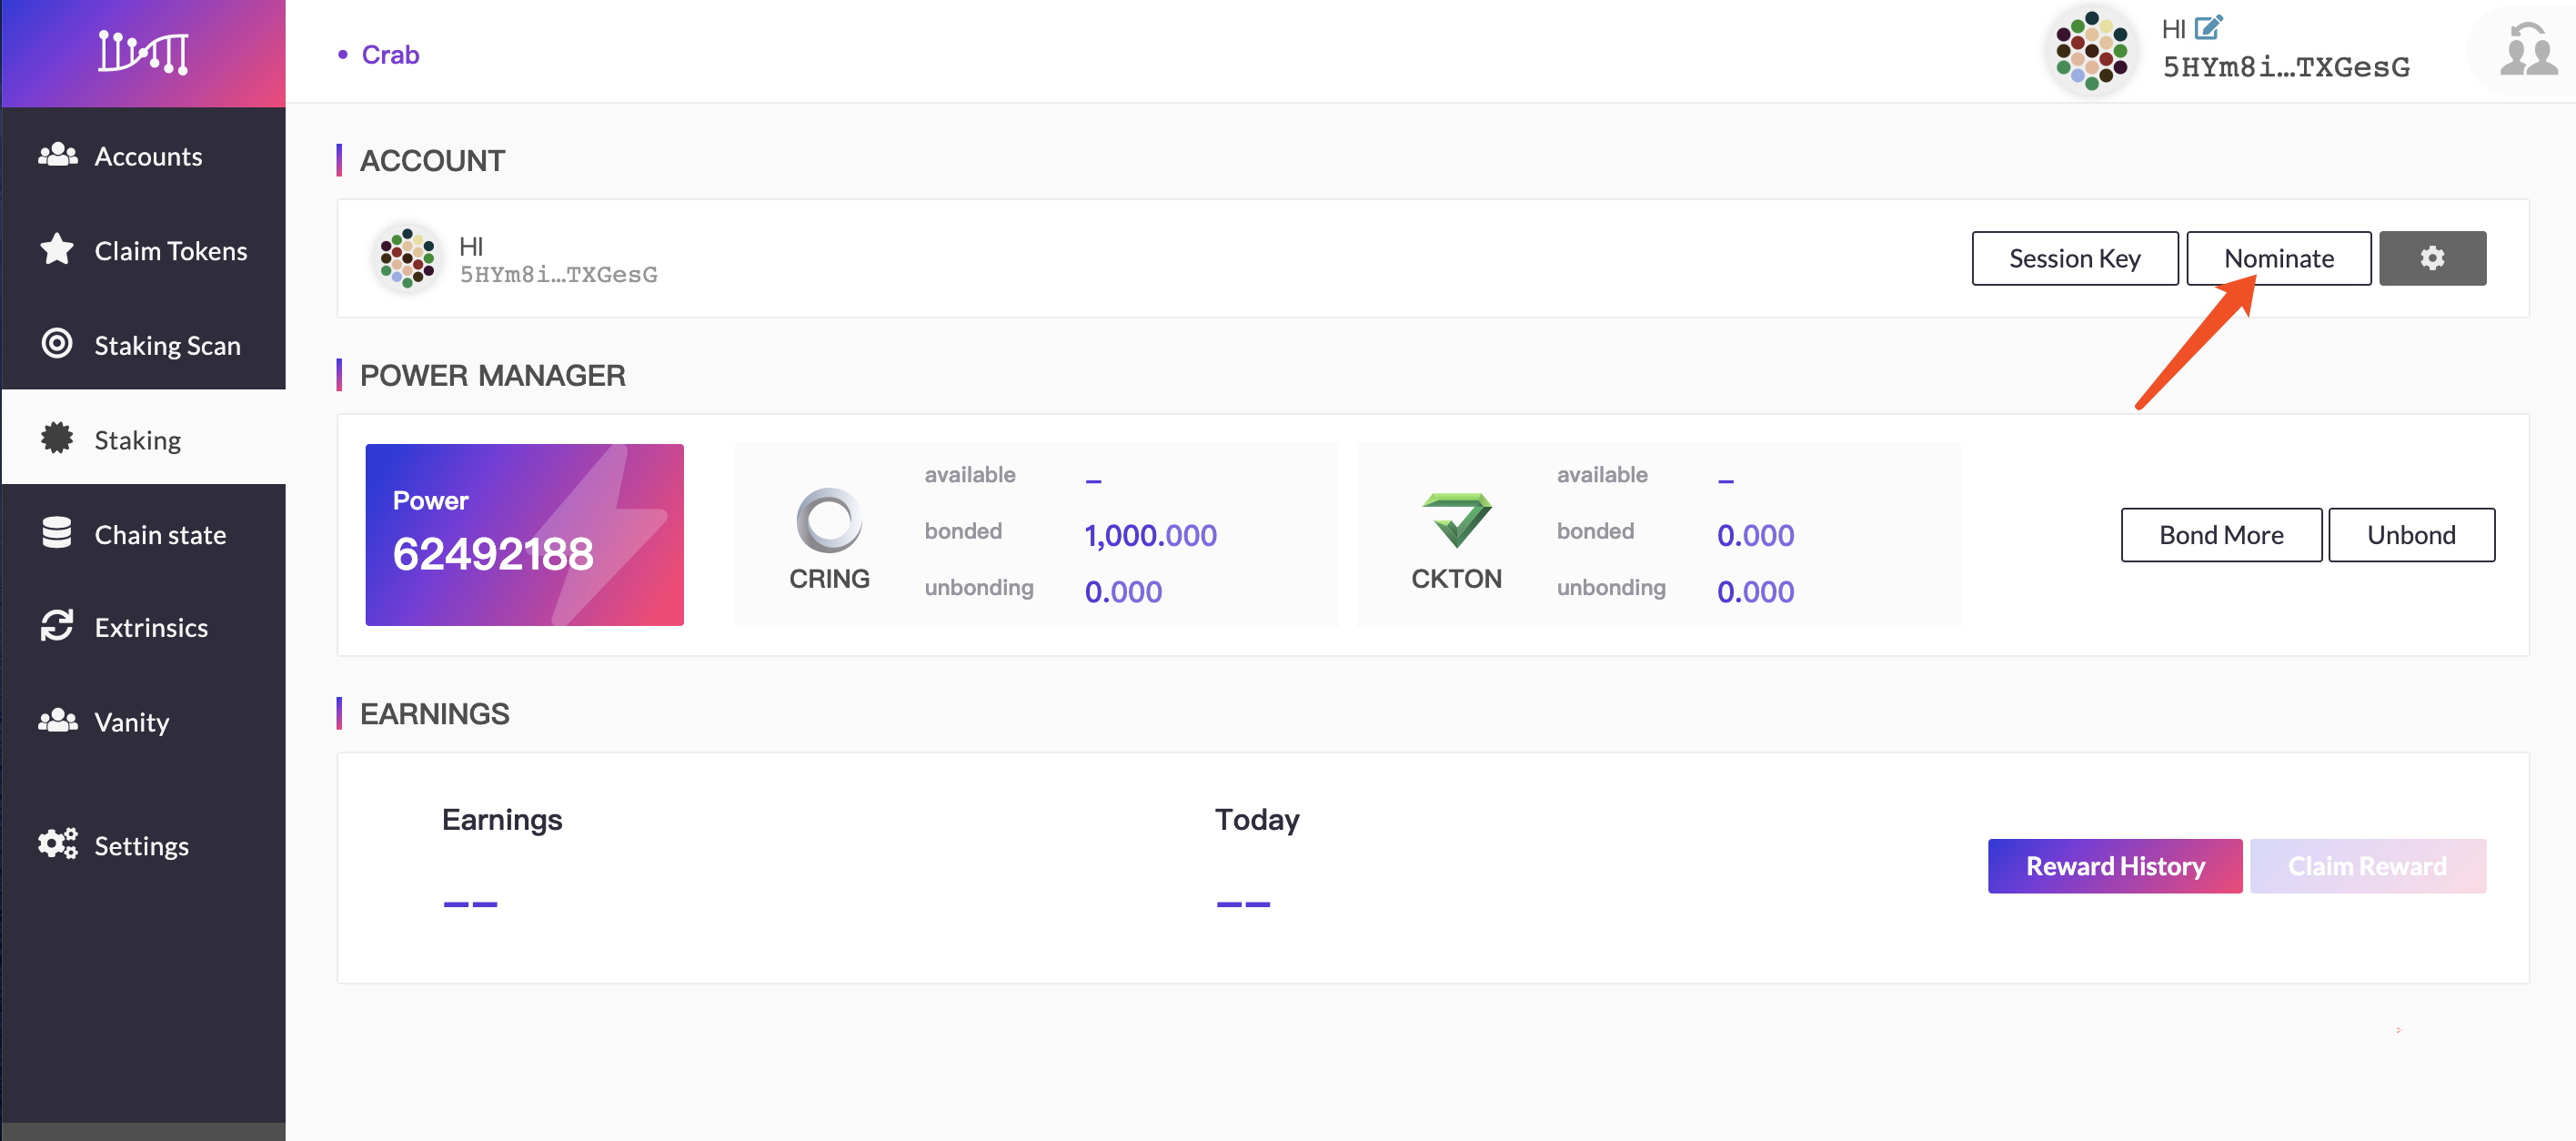 Crab
HI
5HYm8i...TXGesG
Accounts
Claim Tokens
Staking Scan
Staking
Chain state
Extrinsics
Vanity
Settings
ACCOUNT
HI
5HYm8i...TXGesG
Session Key
Nominate
POWER MANAGER
Power
62492188
CRING
available –
bonded 1,000.000
unbonding 0.000
CKTON
available –
bonded 0.000
unbonding 0.000
Bond More
Unbond
EARNINGS
Earnings
––
Today
––
Reward History
Claim Reward